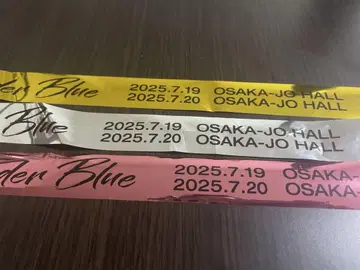 der Blue
2025.7.19 OSAKA-JO HALL
2025.7.20 OSAKA-JO HALL
Blue
2025.7.19 OSAKA-JO HALL
2025.7.20 OSAKA-JO HALL
der Blue
2025.7.19 OSAKA-
2025.7.20 OSAKA-